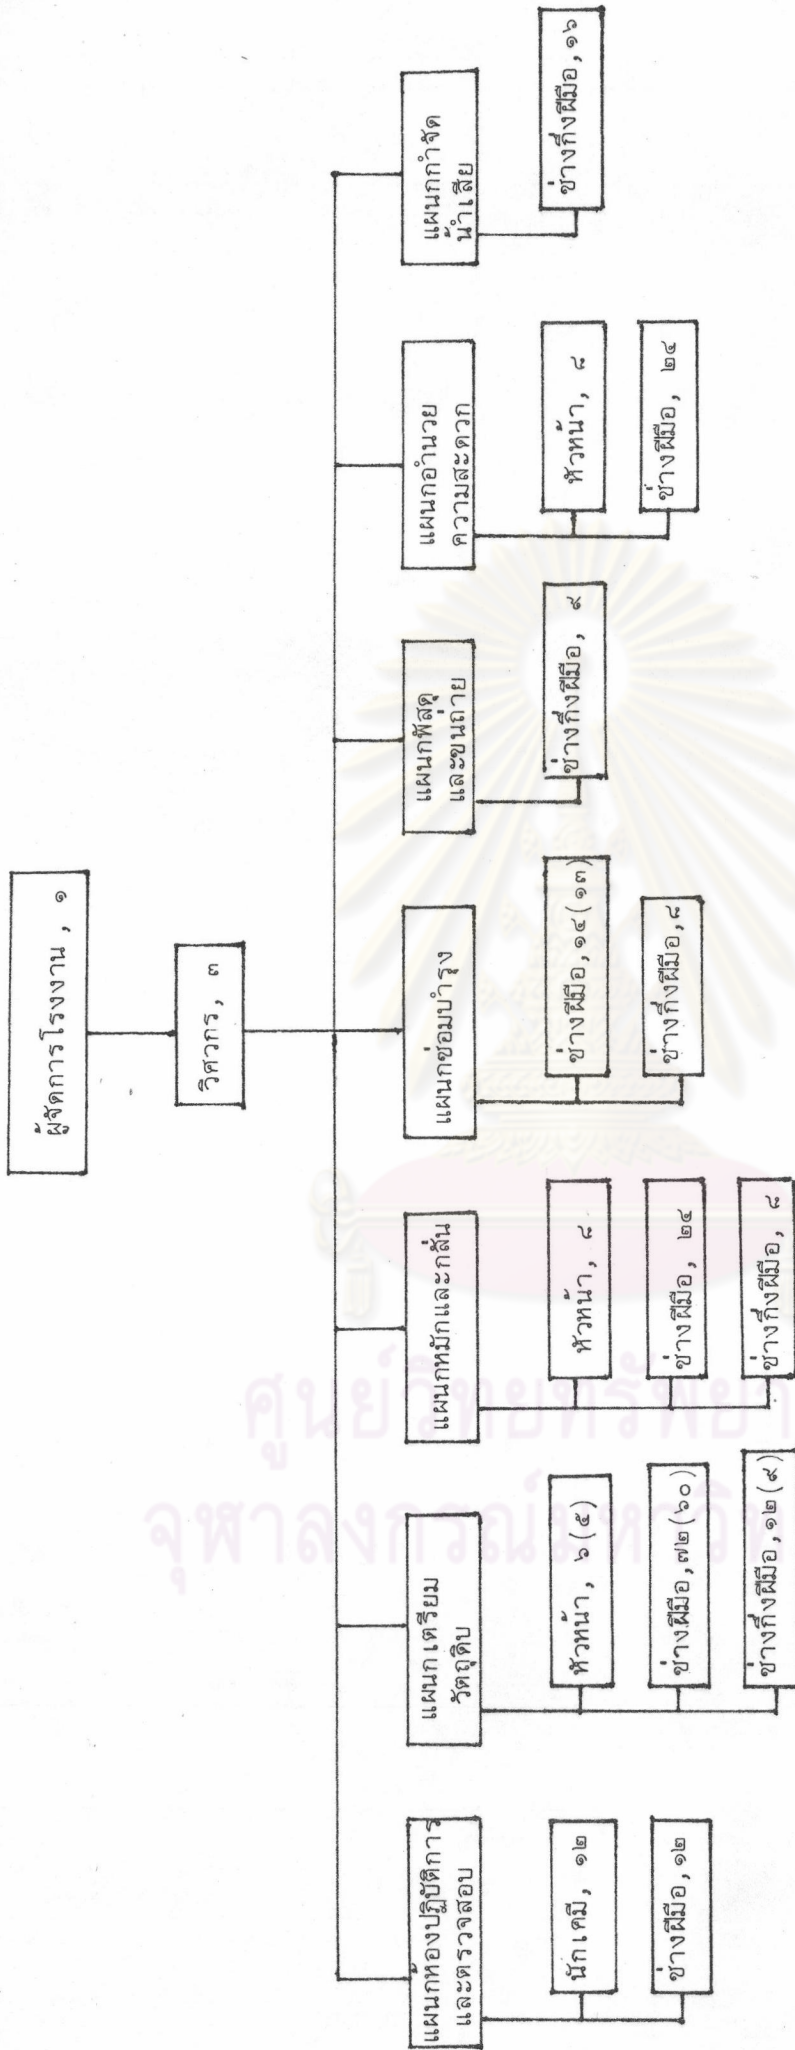 ผู้จัดการโรงงาน, ๑
วิศวกร, ๓
แผนกห้องปฏิบัติการ
และตรวจสอบ
นักเคมี, ๑๒
ช่างฝีมือ, ๑๒
แผนกเตรียม
วัตถุดิบ
หัวหน้า, ๖(๕)
ช่างฝีมือ,๗๒(๖๐)
ช่างกึ่งฝีมือ,๑๒(๙)
แผนกหมักและกลั่น
หัวหน้า, ๘
ช่างฝีมือ, ๒๔
ช่างกึ่งฝีมือ, ๘
แผนกซ่อมบำรุง
ช่างฝีมือ,๑๔(๑๓)
ช่างกึ่งฝีมือ,๘
แผนกพัสดุ
และขนถ่าย
ช่างกึ่งฝีมือ, ๙
แผนกอำนวย
ความสะดวก
หัวหน้า, ๘
ช่างฝีมือ, ๒๔
แผนกกำจัด
น้ำเสีย
ช่างกึ่งฝีมือ,๑๖